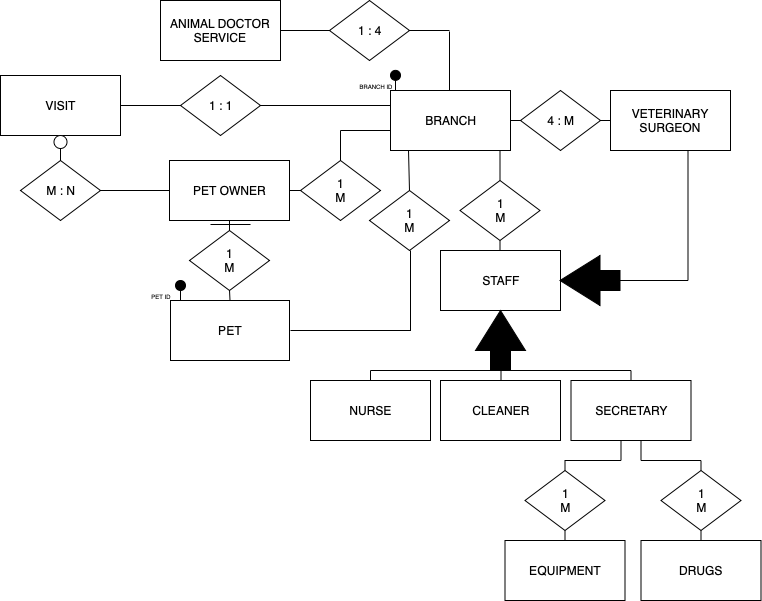 ANIMAL DOCTOR
SERVICE
1 : 4
BRANCH ID
VISIT
1 : 1
BRANCH
4 : M
VETERINARY
SURGEON
M : N
PET OWNER
1
M
1
M
1
M
1
M
STAFF
PET ID
PET
NURSE
CLEANER
SECRETARY
1
M
1
M
EQUIPMENT
DRUGS